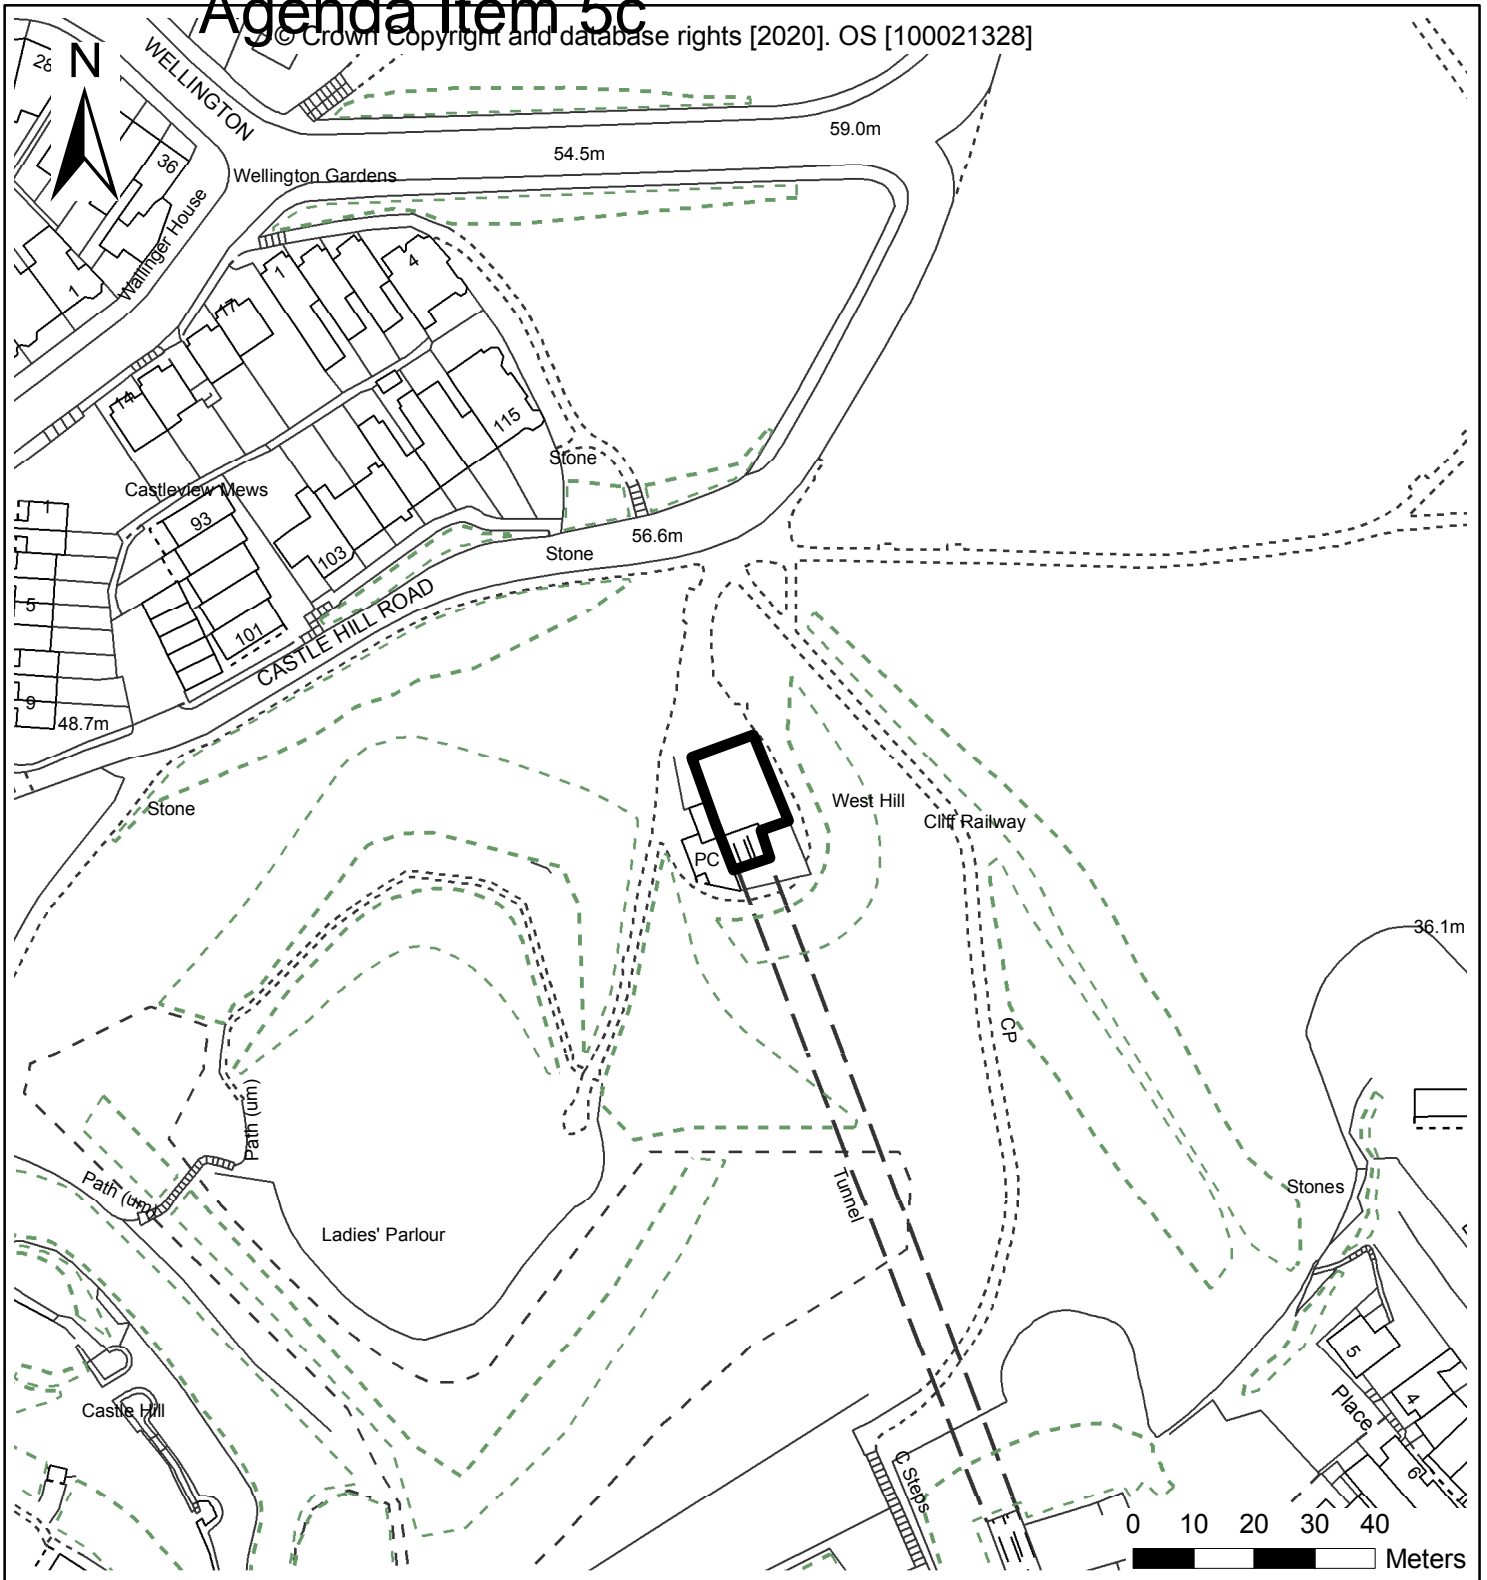 Agenda Item 5c
© Crown Copyright and database rights [2020]. OS [100021328]
N
28
WELLINGTON
36
59.0m
54.5m
Wellington Gardens
Wallinger House
1
1
4
17
14
115
Stone
Castleview Mews
1
93
56.6m
Stone
103
5
CASTLE HILL ROAD
101
9
48.7m
West Hill
Stone
Cliff Railway
PC
36.1m
CP
Path (um)
Path (um)
Tunnel
Stones
Ladies' Parlour
5
Castle Hill
Place
4
C Steps
6
0 10 20 30 40
Meters